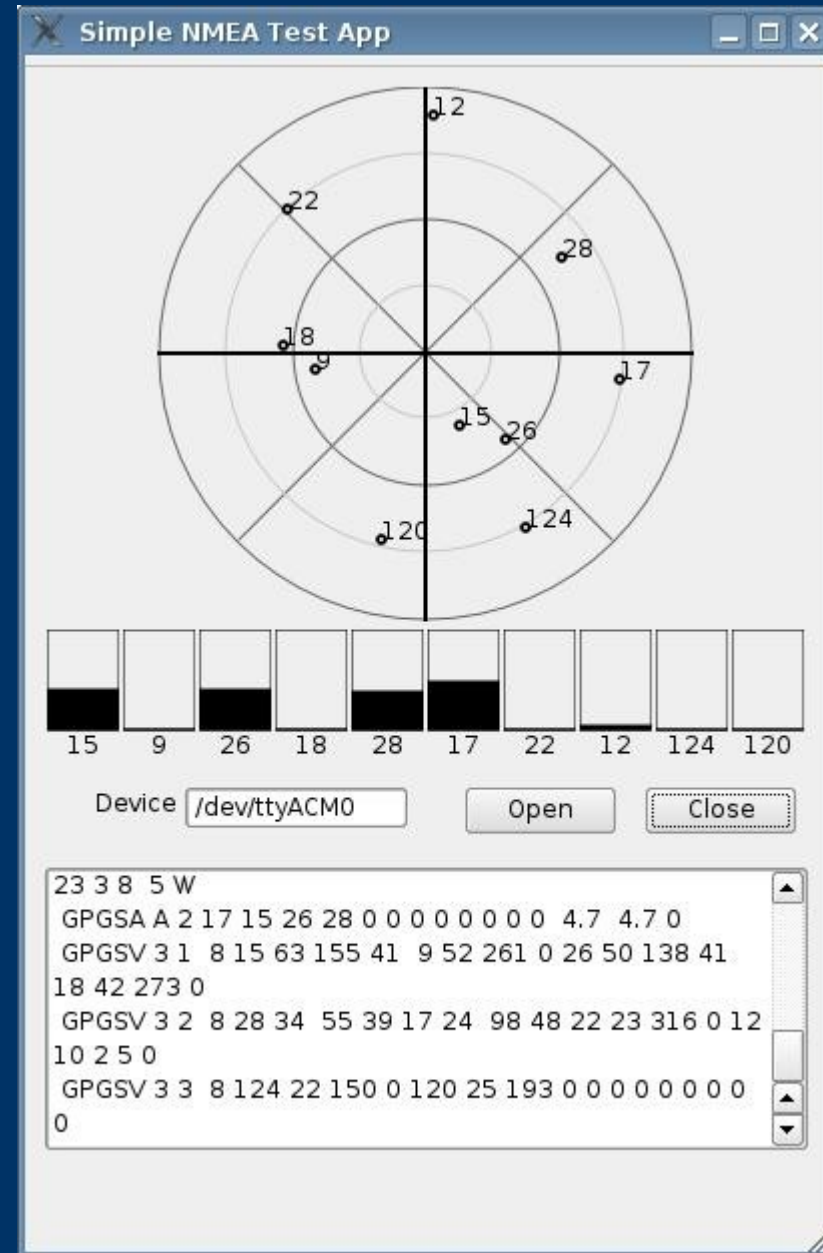 Simple NMEA Test App
12
22
28
18
9
17
15
26
124
120
15 9 26 18 28 17 22 12 124 120
Device /dev/ttyACM0 Open Close
23 3 8 5 W
GPGSA A 2 17 15 26 28 0 0 0 0 0 0 0 0 4.7 4.7 0
GPGSV 3 1 8 15 63 155 41 9 52 261 0 26 50 138 41
18 42 273 0
GPGSV 3 2 8 28 34 55 39 17 24 98 48 22 23 316 0 12
10 2 5 0
GPGSV 3 3 8 124 22 150 0 120 25 193 0 0 0 0 0 0 0 0
0